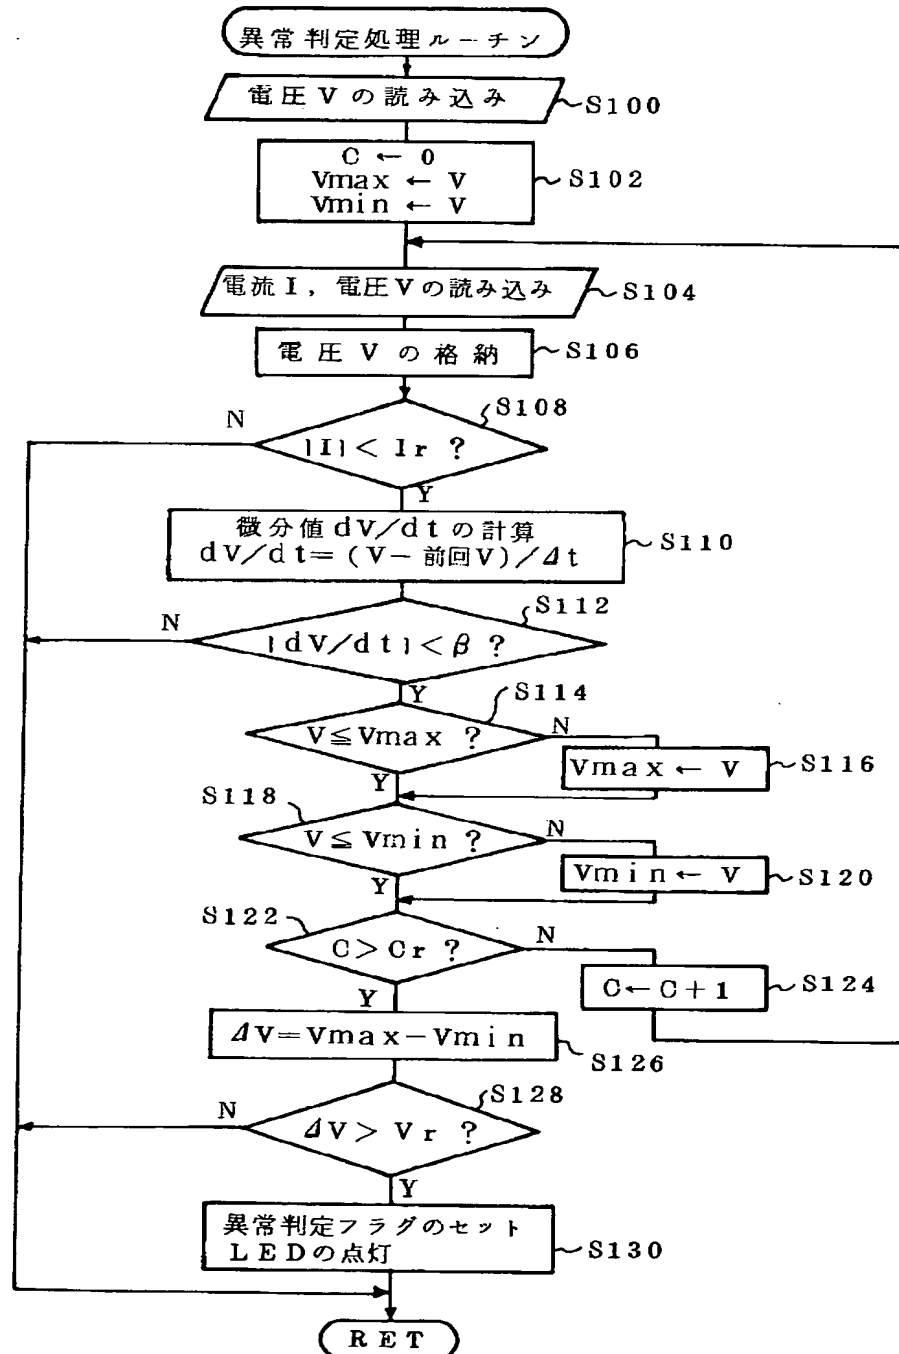 異常判定処理ルーチン
電圧Vの読み込み
S100
C ← 0
Vmax ← V
Vmin ← V
S102
電流I,電圧Vの読み込み
S104
電圧Vの格納
S106
S108
N
|I|<Ir ?
Y
微分値dV/dtの計算
dV/dt=(V−前回V)/Δt
S110
S112
N
|dV/dt|<β ?
Y
S114
V≦Vmax ?
N
Vmax ← V
S116
Y
S118
V≦Vmin ?
N
Vmin ← V
S120
Y
S122
C>Cr ?
N
C←C+1
S124
Y
ΔV=Vmax−Vmin
S126
S128
N
ΔV>Vr ?
Y
異常判定フラグのセット
LEDの点灯
S130
RET